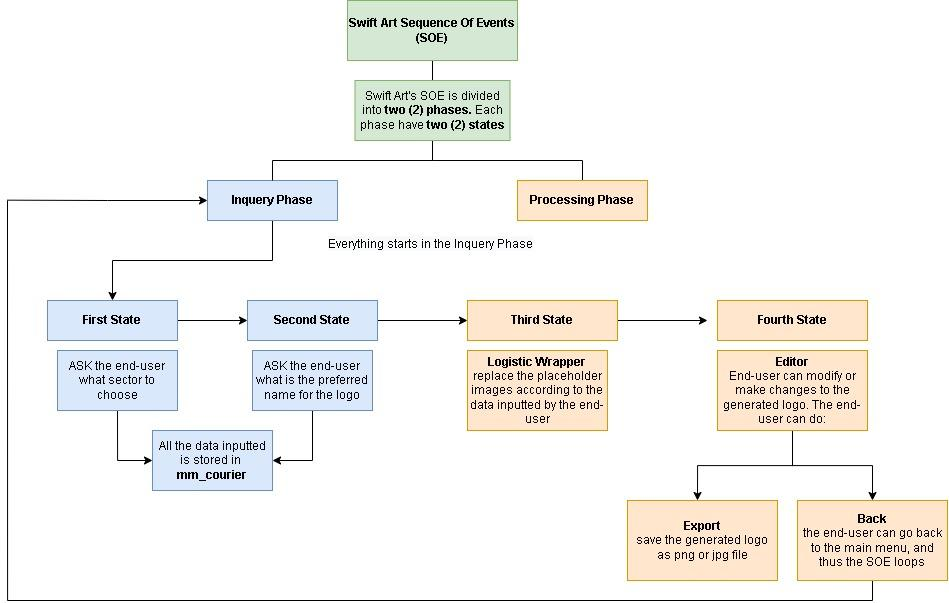 Swift Art Sequence Of Events
(SOE)
Swift Art's SOE is divided
into two (2) phases. Each
phase have two (2) states
Inquery Phase
Processing Phase
Everything starts in the Inquery Phase
First State
Second State
Third State
Fourth State
ASK the end-user
what sector to
choose
ASK the end-user
what is the preferred
name for the logo
Logistic Wrapper
replace the placeholder
images according to the
data inputted by the end-
user
Editor
End-user can modify or
make changes to the
generated logo. The end-
user can do:
All the data inputted
is stored in
mm_courier
Export
save the generated logo
as png or jpg file
Back
the end-user can go back
to the main menu, and
thus the SOE loops